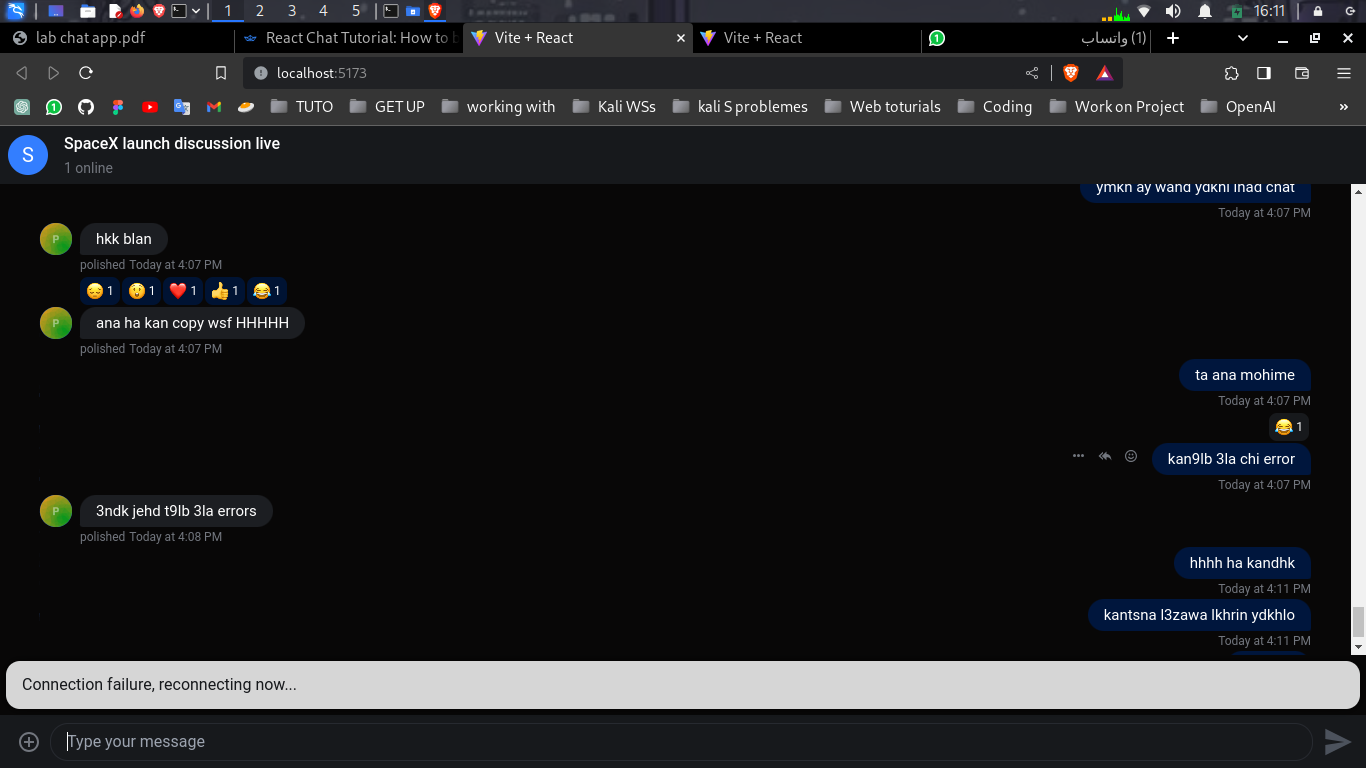 1 2 3 4 5 16:11
lab chat app.pdf React Chat Tutorial: How to b Vite + React Vite + React (1) واتساب
localhost:5173
TUTO GET UP working with Kali WSs kali S problemes Web toturials Coding Work on Project OpenAI »
S
SpaceX launch discussion live
1 online
ymkn ay wahd ydkhl lhad chat
Today at 4:07 PM
P
hkk blan
polished Today at 4:07 PM
😔 1 😲 1 ❤️ 1 👍 1 😂 1
P
ana ha kan copy wsf HHHHH
polished Today at 4:07 PM
ta ana mohime
Today at 4:07 PM
😂 1
kan9lb 3la chi error
Today at 4:07 PM
P
3ndk jehd t9lb 3la errors
polished Today at 4:08 PM
hhhh ha kandhk
Today at 4:11 PM
kantsna l3zawa lkhrin ydkhlo
Today at 4:11 PM
Connection failure, reconnecting now...
Type your message